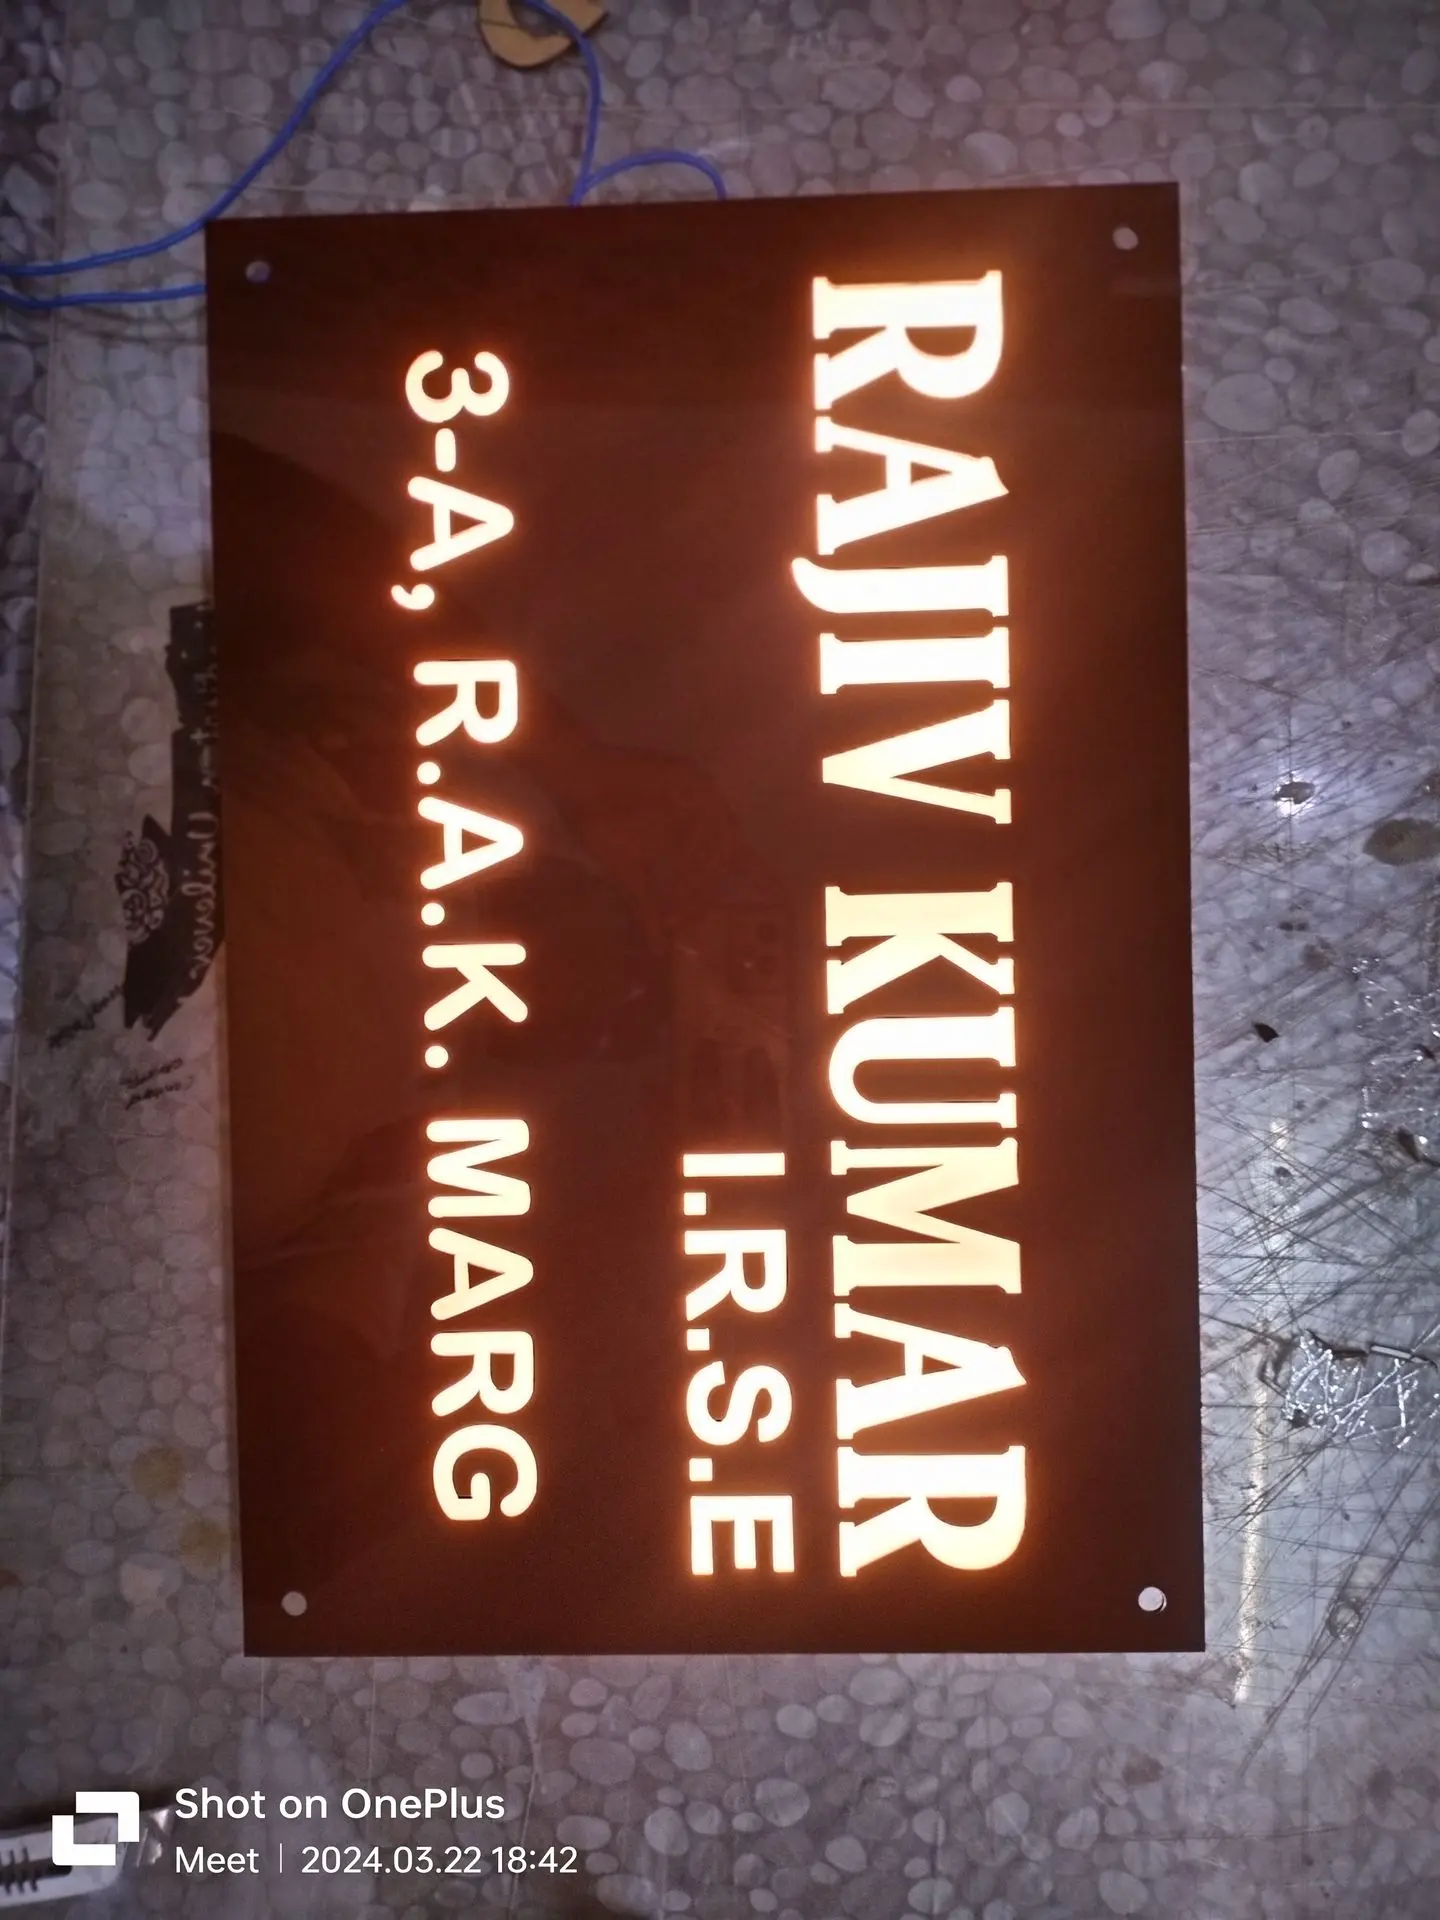 RAJIV KUMAR
I.R.S.E
3-A, R.A.K. MARG
Shot on OnePlus
Meet | 2024.03.22 18:42